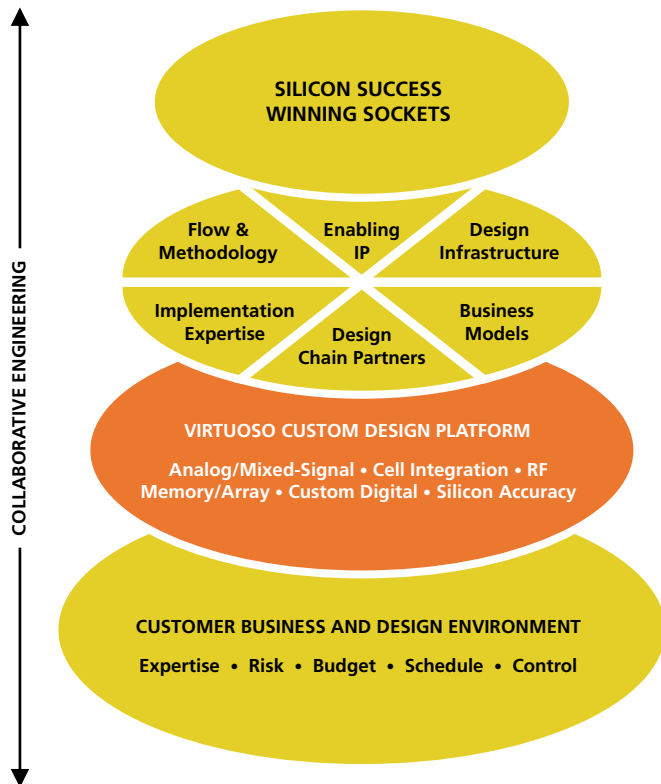 SILICON SUCCESS
WINNING SOCKETS
Flow &
Methodology
Enabling
IP
Design
Infrastructure
Implementation
Expertise
Design
Chain Partners
Business
Models
VIRTUOSO CUSTOM DESIGN PLATFORM
Analog/Mixed-Signal • Cell Integration • RF
Memory/Array • Custom Digital • Silicon Accuracy
CUSTOMER BUSINESS AND DESIGN ENVIRONMENT
Expertise • Risk • Budget • Schedule • Control
COLLABORATIVE ENGINEERING